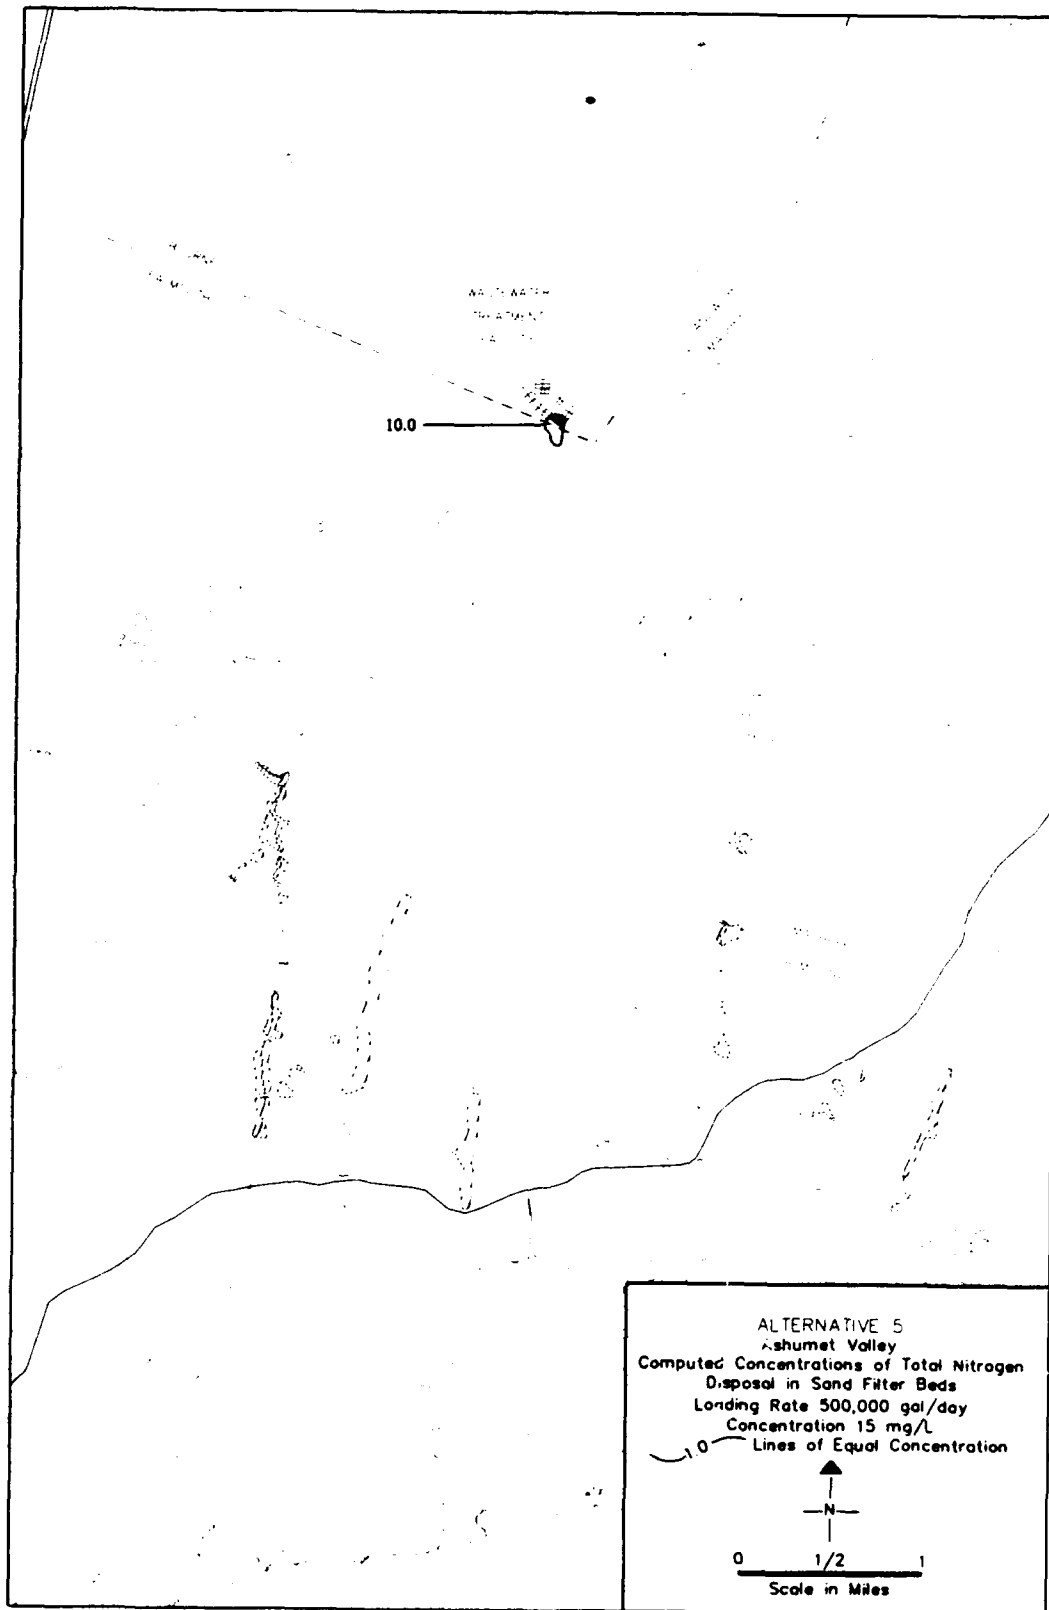 WASTEWATER
TREATMENT
10.0
ALTERNATIVE 5
Ashumet Valley
Computed Concentrations of Total Nitrogen
Disposal in Sand Filter Beds
Loading Rate 500,000 gal/day
Concentration 15 mg/L
1.0 Lines of Equal Concentration
N
0 1/2 1
Scale in Miles